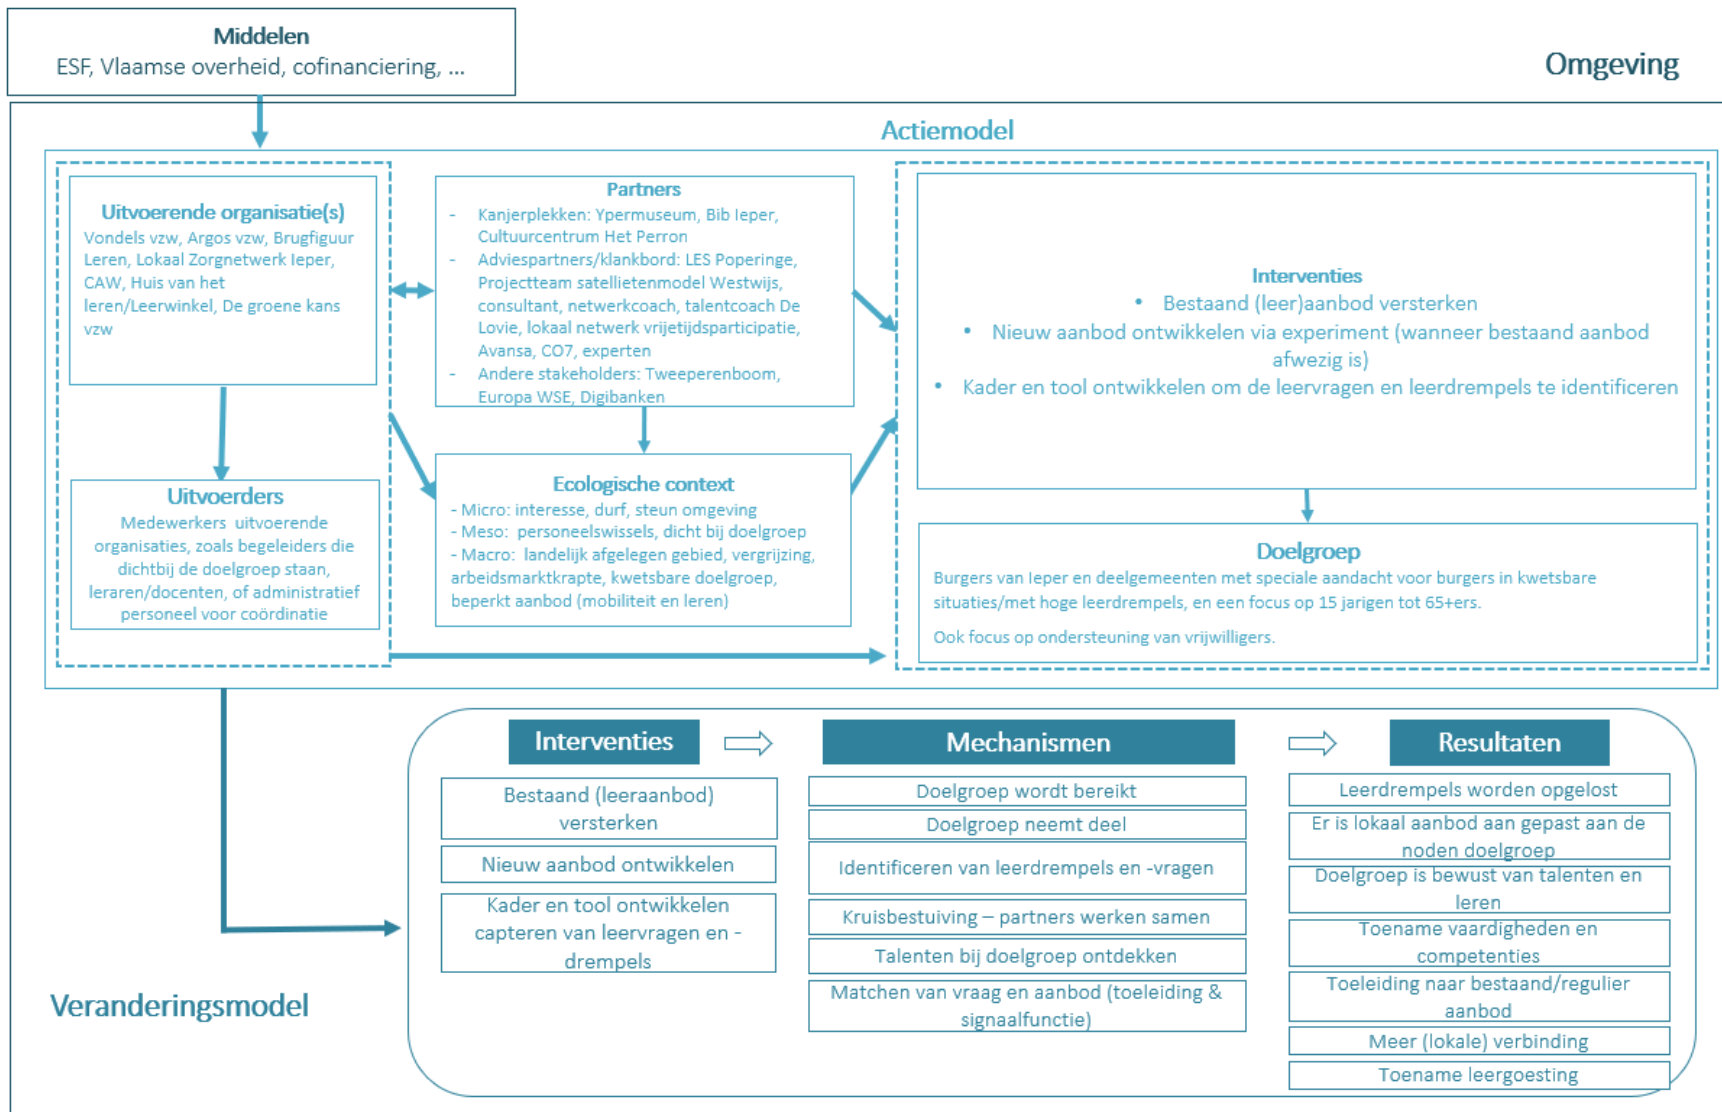 Middelen
ESF, Vlaamse overheid, cofinanciering, ...
Omgeving
Actiemodel
Uitvoerende organisatie(s)
Vondels vzw, Argos vzw, Brugfiguur
Leren, Lokaal Zorgnetwerk Ieper,
CAW, Huis van het
leren/Leerwinkel, De groene kans
vzw
Uitvoerders
Medewerkers uitvoerende
organisaties, zoals begeleiders die
dichtbij de doelgroep staan,
leraren/docenten, of administratief
personeel voor coördinatie
Partners
- Kanjerplekken: Ypermuseum, Bib Ieper,
Cultuurcentrum Het Perron
- Adviespartners/klankbord: LES Poperinge,
Projectteam satellietenmodel Westwijs,
consultant, netwerkcoach, talentcoach De
Lovie, lokaal netwerk vrijetijdsparticipatie,
Avansa, CO7, experten
- Andere stakeholders: Tweeperenboom,
Europa WSE, Digibanken
Ecologische context
- Micro: interesse, durf, steun omgeving
- Meso: personeelswissels, dicht bij doelgroep
- Macro: landelijk afgelegen gebied, vergrijzing,
arbeidsmarktkrapte, kwetsbare doelgroep,
beperkt aanbod (mobiliteit en leren)
Interventies
• Bestaand (leer)aanbod versterken
• Nieuw aanbod ontwikkelen via experiment (wanneer bestaand aanbod
afwezig is)
• Kader en tool ontwikkelen om de leervragen en leerdrempels te identificeren
Doelgroep
Burgers van Ieper en deelgemeenten met speciale aandacht voor burgers in kwetsbare
situaties/met hoge leerdrempels, en een focus op 15 jarigen tot 65+ers.
Ook focus op ondersteuning van vrijwilligers.
Veranderingsmodel
Interventies
Bestaand (leeraanbod)
versterken
Nieuw aanbod ontwikkelen
Kader en tool ontwikkelen
capteren van leervragen en -
drempels
Mechanismen
Doelgroep wordt bereikt
Doelgroep neemt deel
Identificeren van leerdrempels en -vragen
Kruisbestuiving – partners werken samen
Talenten bij doelgroep ontdekken
Matchen van vraag en aanbod (toeleiding &
signaalfunctie)
Resultaten
Leerdrempels worden opgelost
Er is lokaal aanbod aan gepast aan de
noden doelgroep
Doelgroep is bewust van talenten en
leren
Toename vaardigheden en
competenties
Toeleiding naar bestaand/regulier
aanbod
Meer (lokale) verbinding
Toename leergoesting